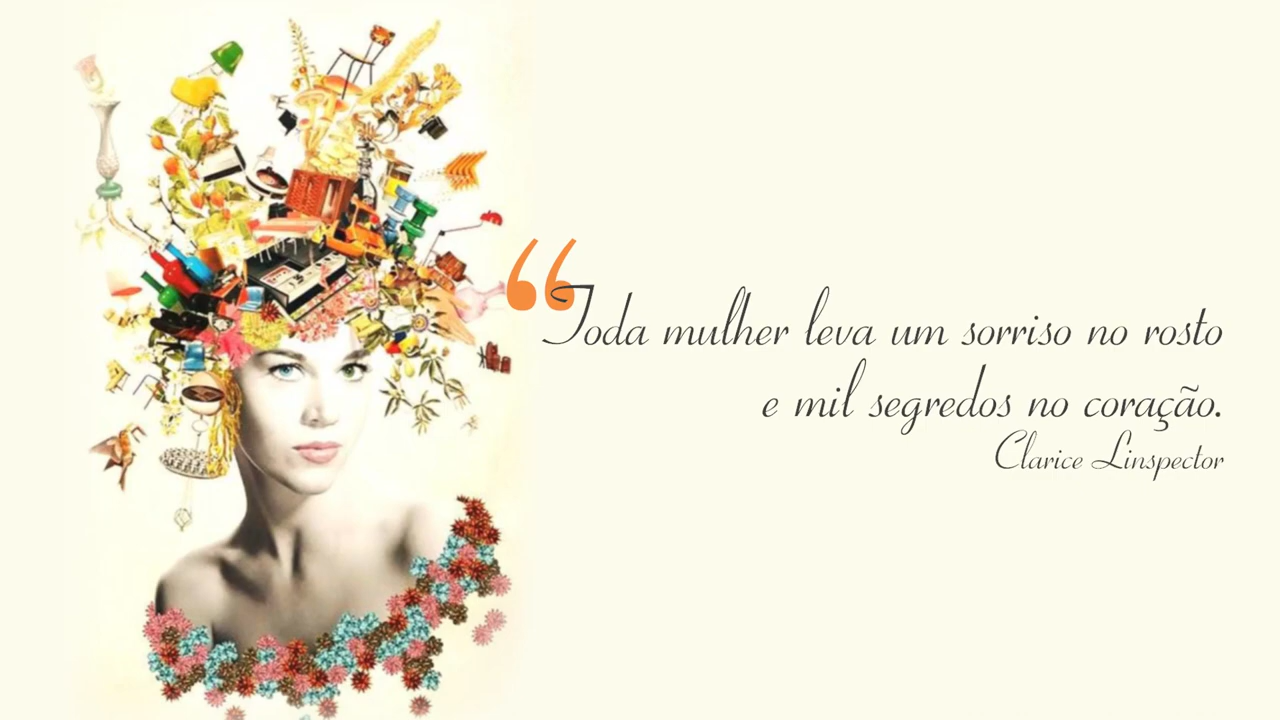 “Toda mulher leva um sorriso no rosto
e mil segredos no coração.
Clarice Linspector